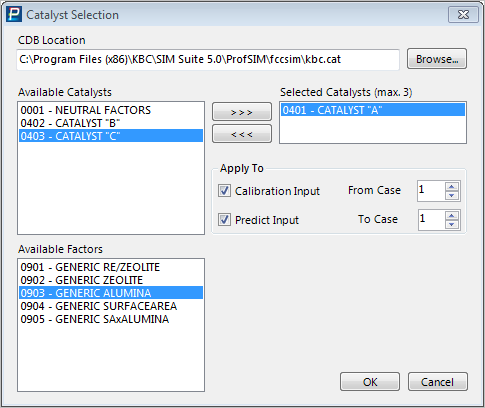 Catalyst Selection
CDB Location
C:\Program Files (x86)\KBC\SIM Suite 5.0\ProfSIM\fccsim\kbc.cat
Browse...
Available Catalysts
0001 - NEUTRAL FACTORS
0402 - CATALYST "B"
0403 - CATALYST "C"
>>>
<<<
Selected Catalysts (max. 3)
0401 - CATALYST "A"
Apply To
Calibration Input
From Case
1
Predict Input
To Case
1
Available Factors
0901 - GENERIC RE/ZEOLITE
0902 - GENERIC ZEOLITE
0903 - GENERIC ALUMINA
0904 - GENERIC SURFACEAREA
0905 - GENERIC SAxALUMINA
OK
Cancel